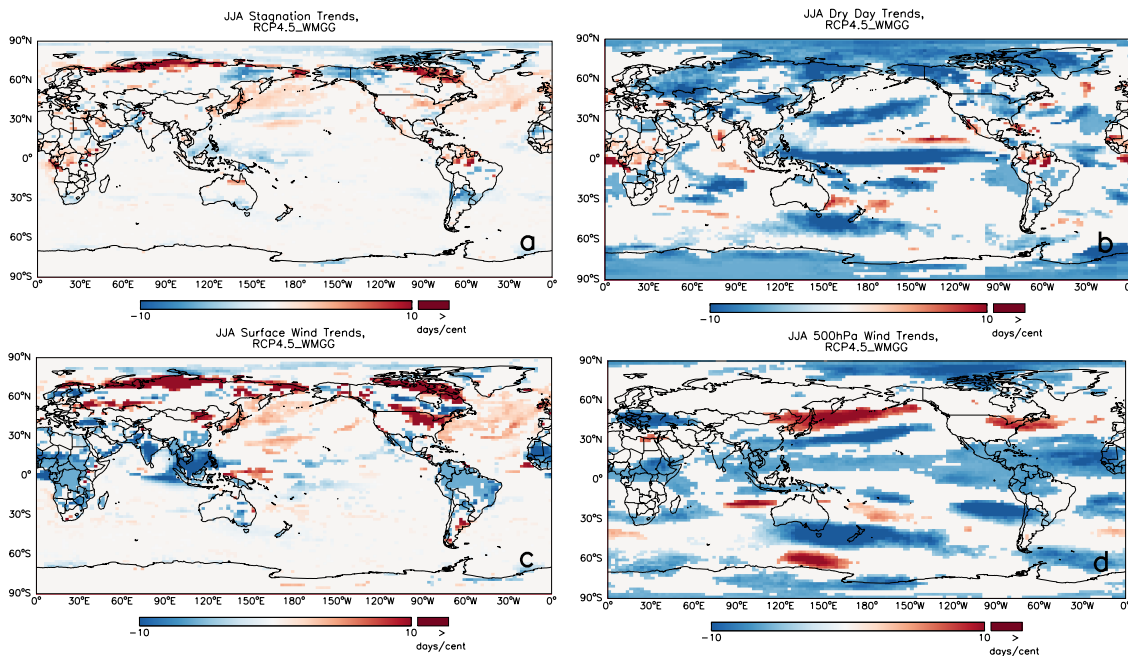 JJA Stagnation Trends,
RCP4.5_WMGG
90°N
60°N
30°N
0°
30°S
60°S
90°S
a
0° 30°E 60°E 90°E 120°E 150°E 180°E 150°W 120°W 90°W 60°W 30°W 0°
-10 10 >
days/cent
JJA Dry Day Trends,
RCP4.5_WMGG
90°N
60°N
30°N
0°
30°S
60°S
90°S
b
0° 30°E 60°E 90°E 120°E 150°E 180°E 150°W 120°W 90°W 60°W 30°W 0°
-10 10 >
days/cent
JJA Surface Wind Trends,
RCP4.5_WMGG
90°N
60°N
30°N
0
30°S
60°S
90°S
c
0° 30°E 60°E 90°E 120°E 150°E 180°E 150°W 120°W 90°W 60°W 30°W 0°
-10 10 >
days/cent
JJA 500hPa Wind Trends,
RCP4.5_WMGG
90°N
60°N
30°N
0°
30°S
60°S
90°S
d
0° 30°E 60°E 90°E 120°E 150°E 180°E 150°W 120°W 90°W 60°W 30°W 0°
-10 10 >
days/cent